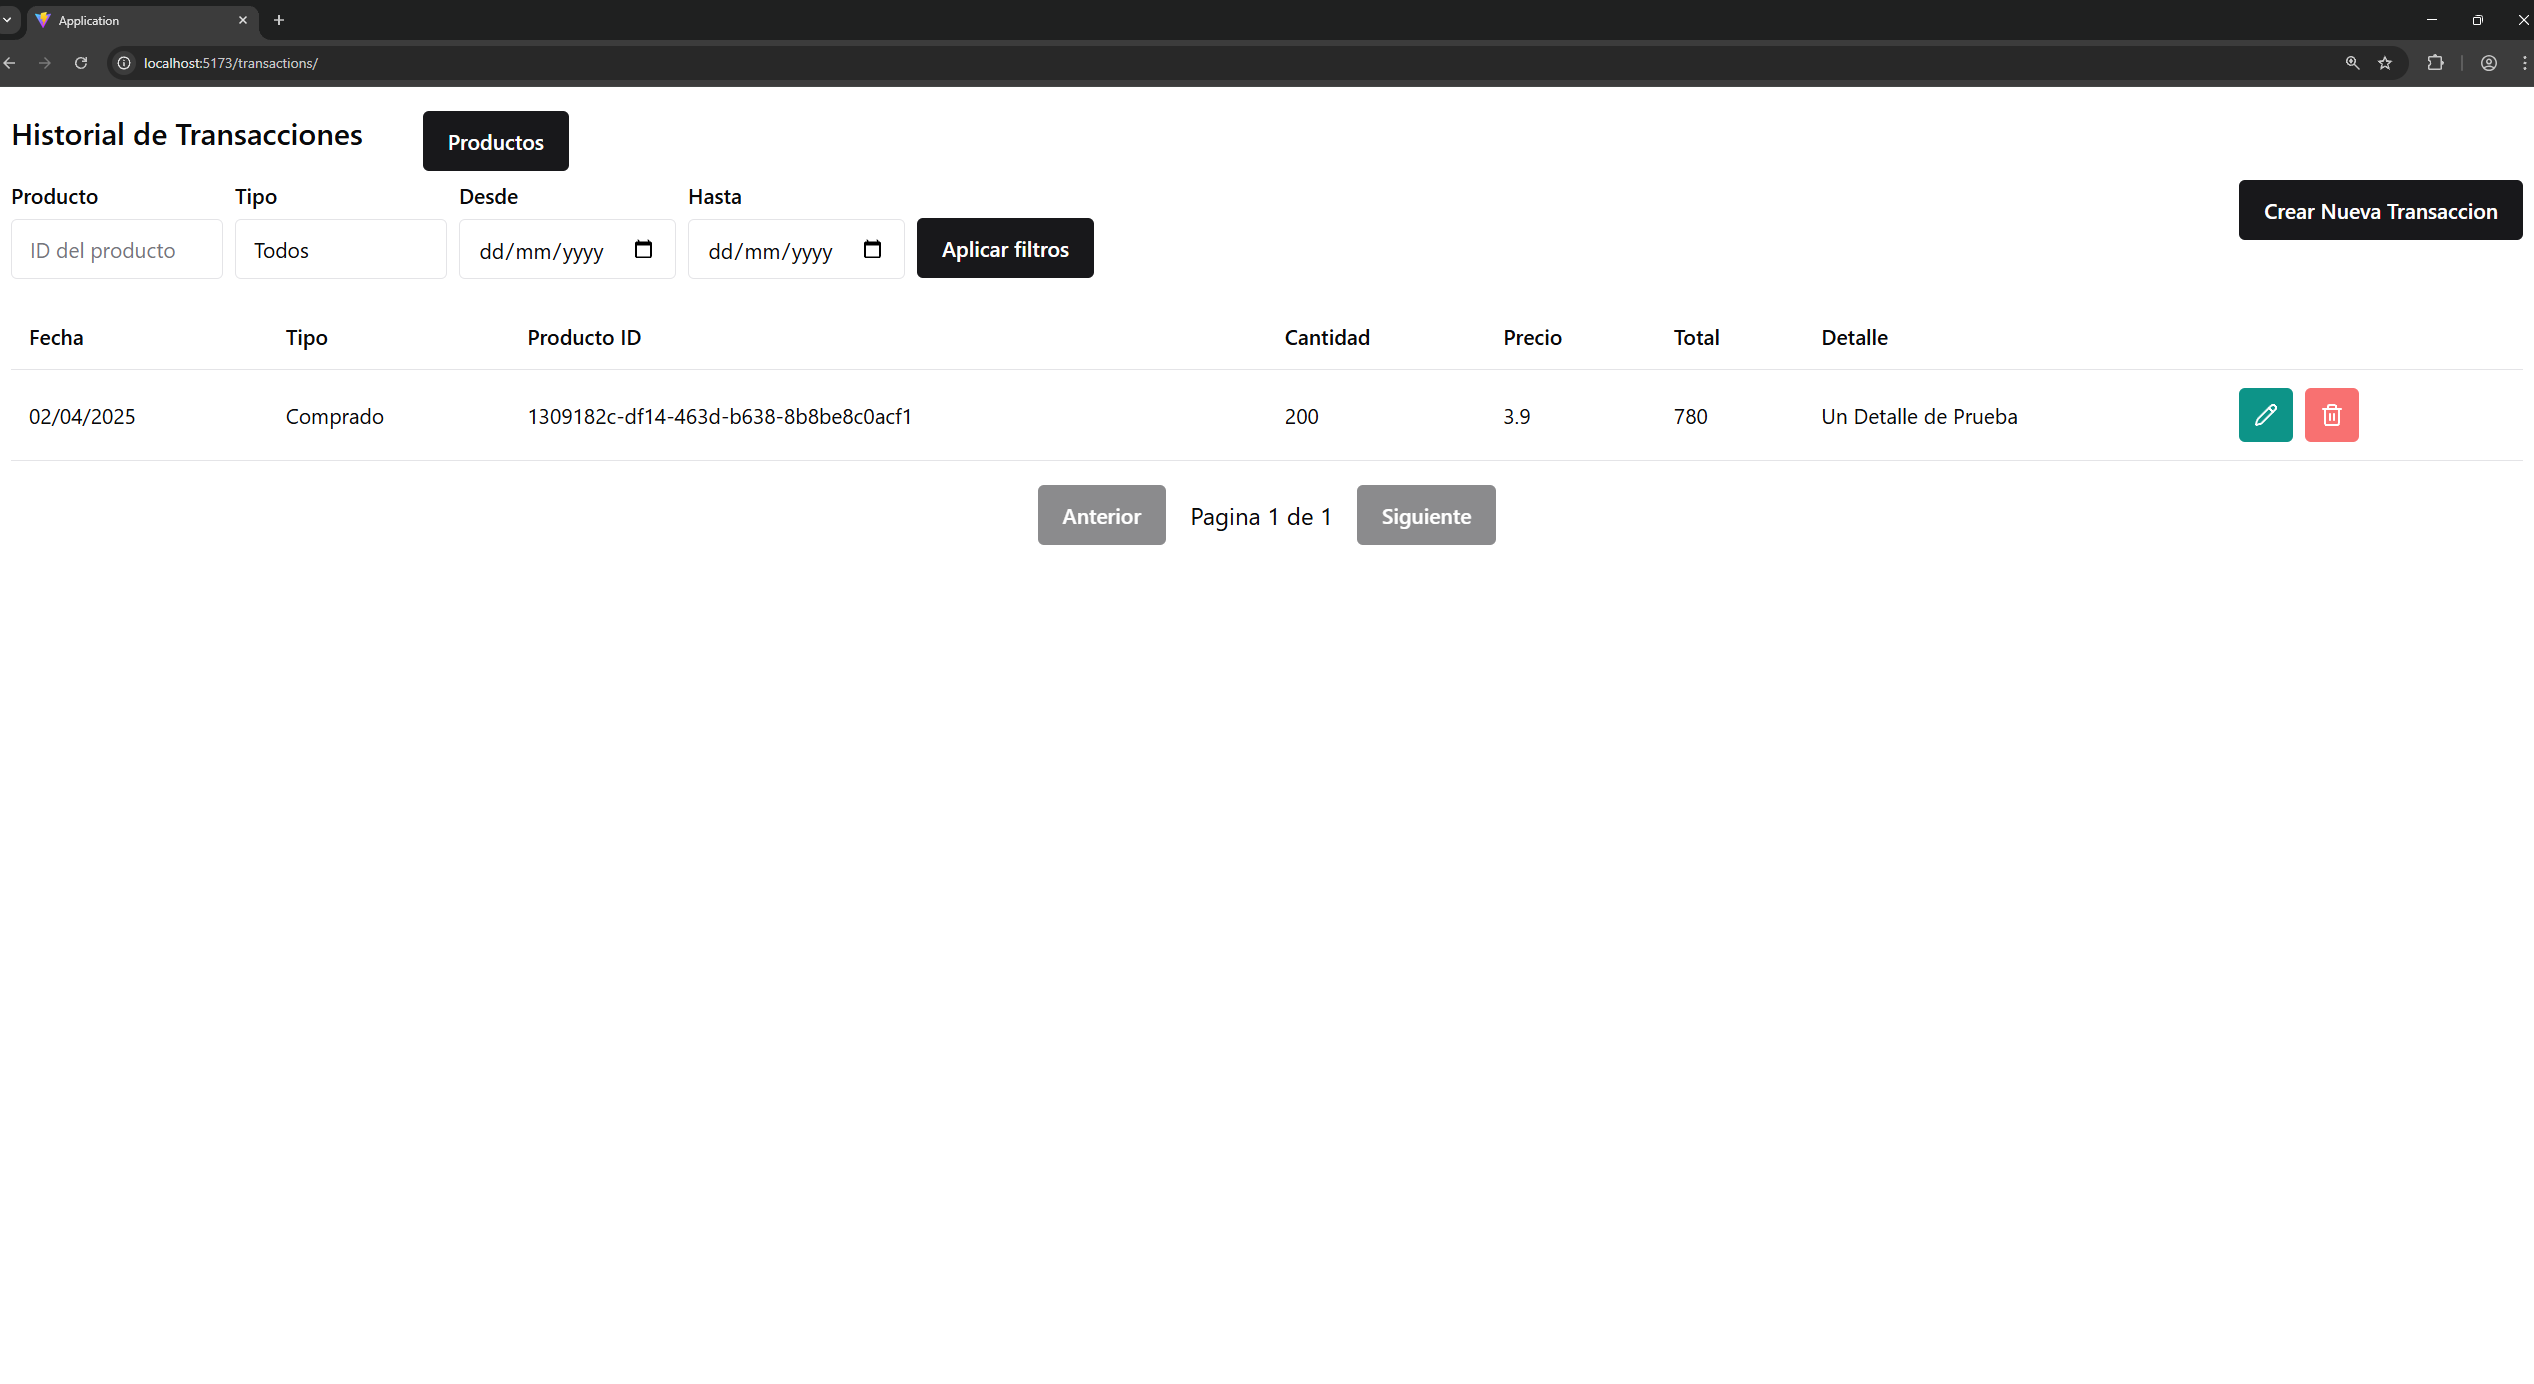 Application
localhost:5173/transactions/
Historial de Transacciones
Productos
Producto
Tipo
Desde
Hasta
Crear Nueva Transaccion
ID del producto
Todos
dd/mm/yyyy
dd/mm/yyyy
Aplicar filtros
Fecha Tipo Producto ID Cantidad Precio Total Detalle
02/04/2025 Comprado 1309182c-df14-463d-b638-8b8be8c0acf1 200 3.9 780 Un Detalle de Prueba
Anterior
Pagina 1 de 1
Siguiente